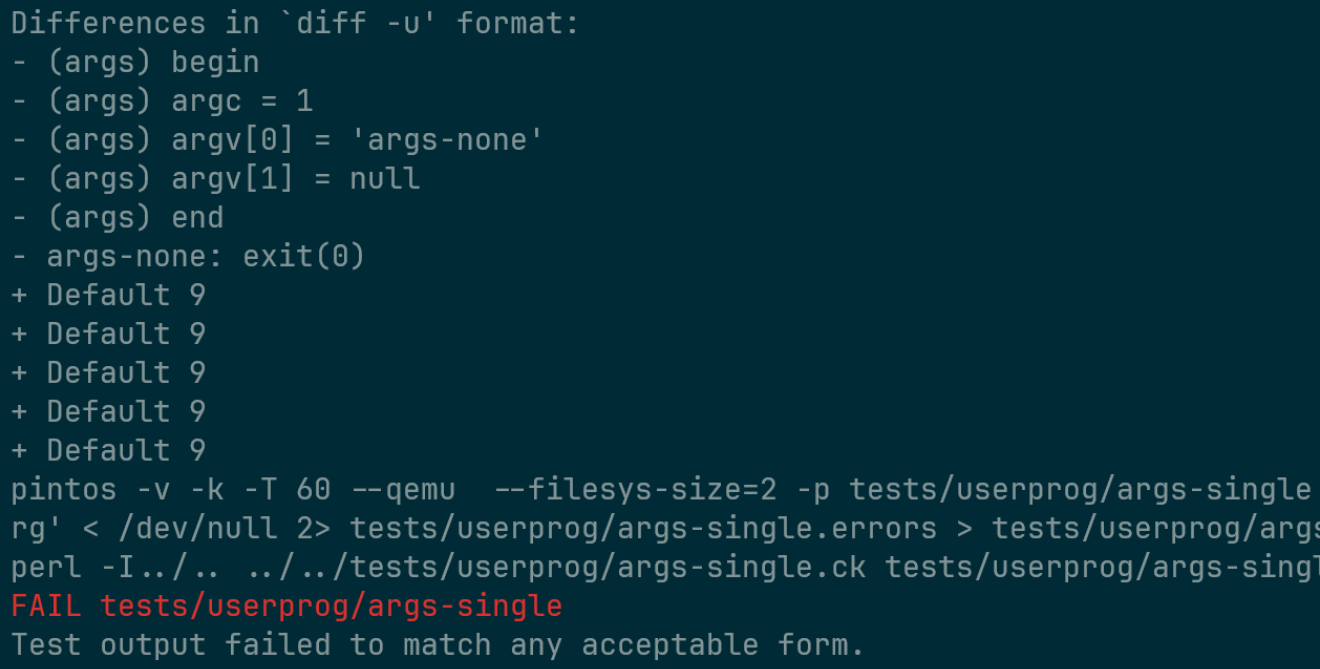 Differences in `diff -u' format:
- (args) begin
- (args) argc = 1
- (args) argv[0] = 'args-none'
- (args) argv[1] = null
- (args) end
- args-none: exit(0)
+ Default 9
+ Default 9
+ Default 9
+ Default 9
+ Default 9
pintos -v -k -T 60 --qemu  --filesys-size=2 -p tests/userprog/args-single
rg' < /dev/null 2> tests/userprog/args-single.errors > tests/userprog/args
perl -I../.. ../../tests/userprog/args-single.ck tests/userprog/args-singl
FAIL tests/userprog/args-single
Test output failed to match any acceptable form.